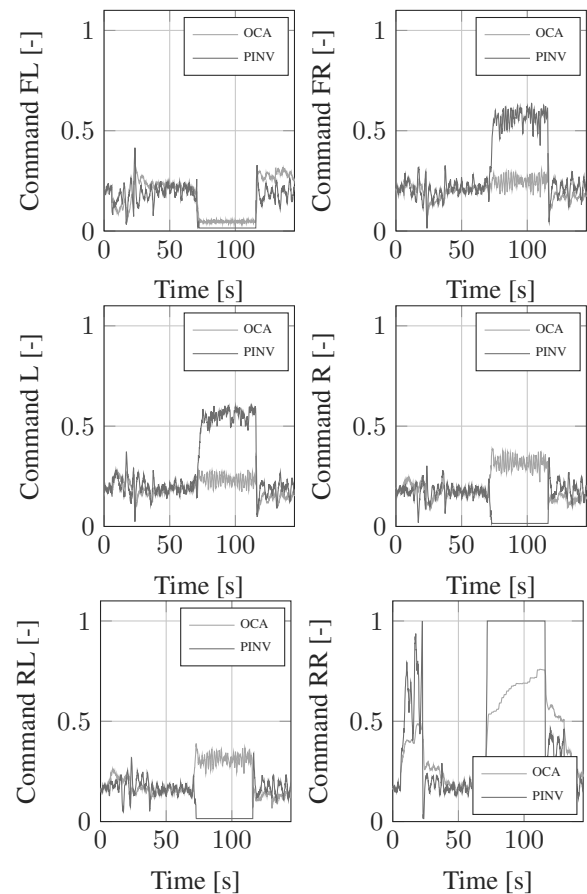 Command FL [-]
1
0.5
0
OCA
PINV
0 50 100
Time [s]
Command FR [-]
1
0.5
0
OCA
PINV
0 50 100
Time [s]
Command L [-]
1
0.5
0
OCA
PINV
0 50 100
Time [s]
Command R [-]
1
0.5
0
OCA
PINV
0 50 100
Time [s]
Command RL [-]
1
0.5
0
OCA
PINV
0 50 100
Time [s]
Command RR [-]
1
0.5
0
OCA
PINV
0 50 100
Time [s]